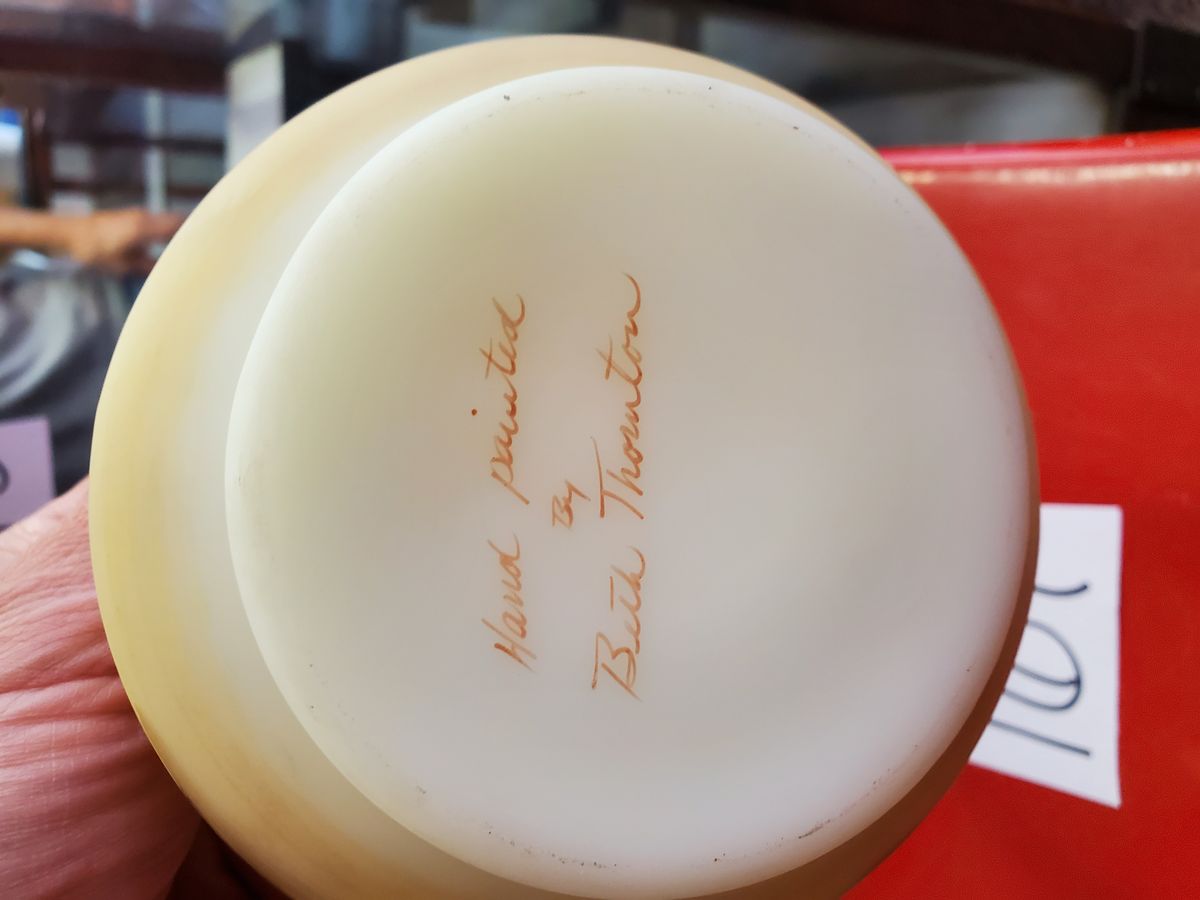 Hand painted
By
Beth Thornton